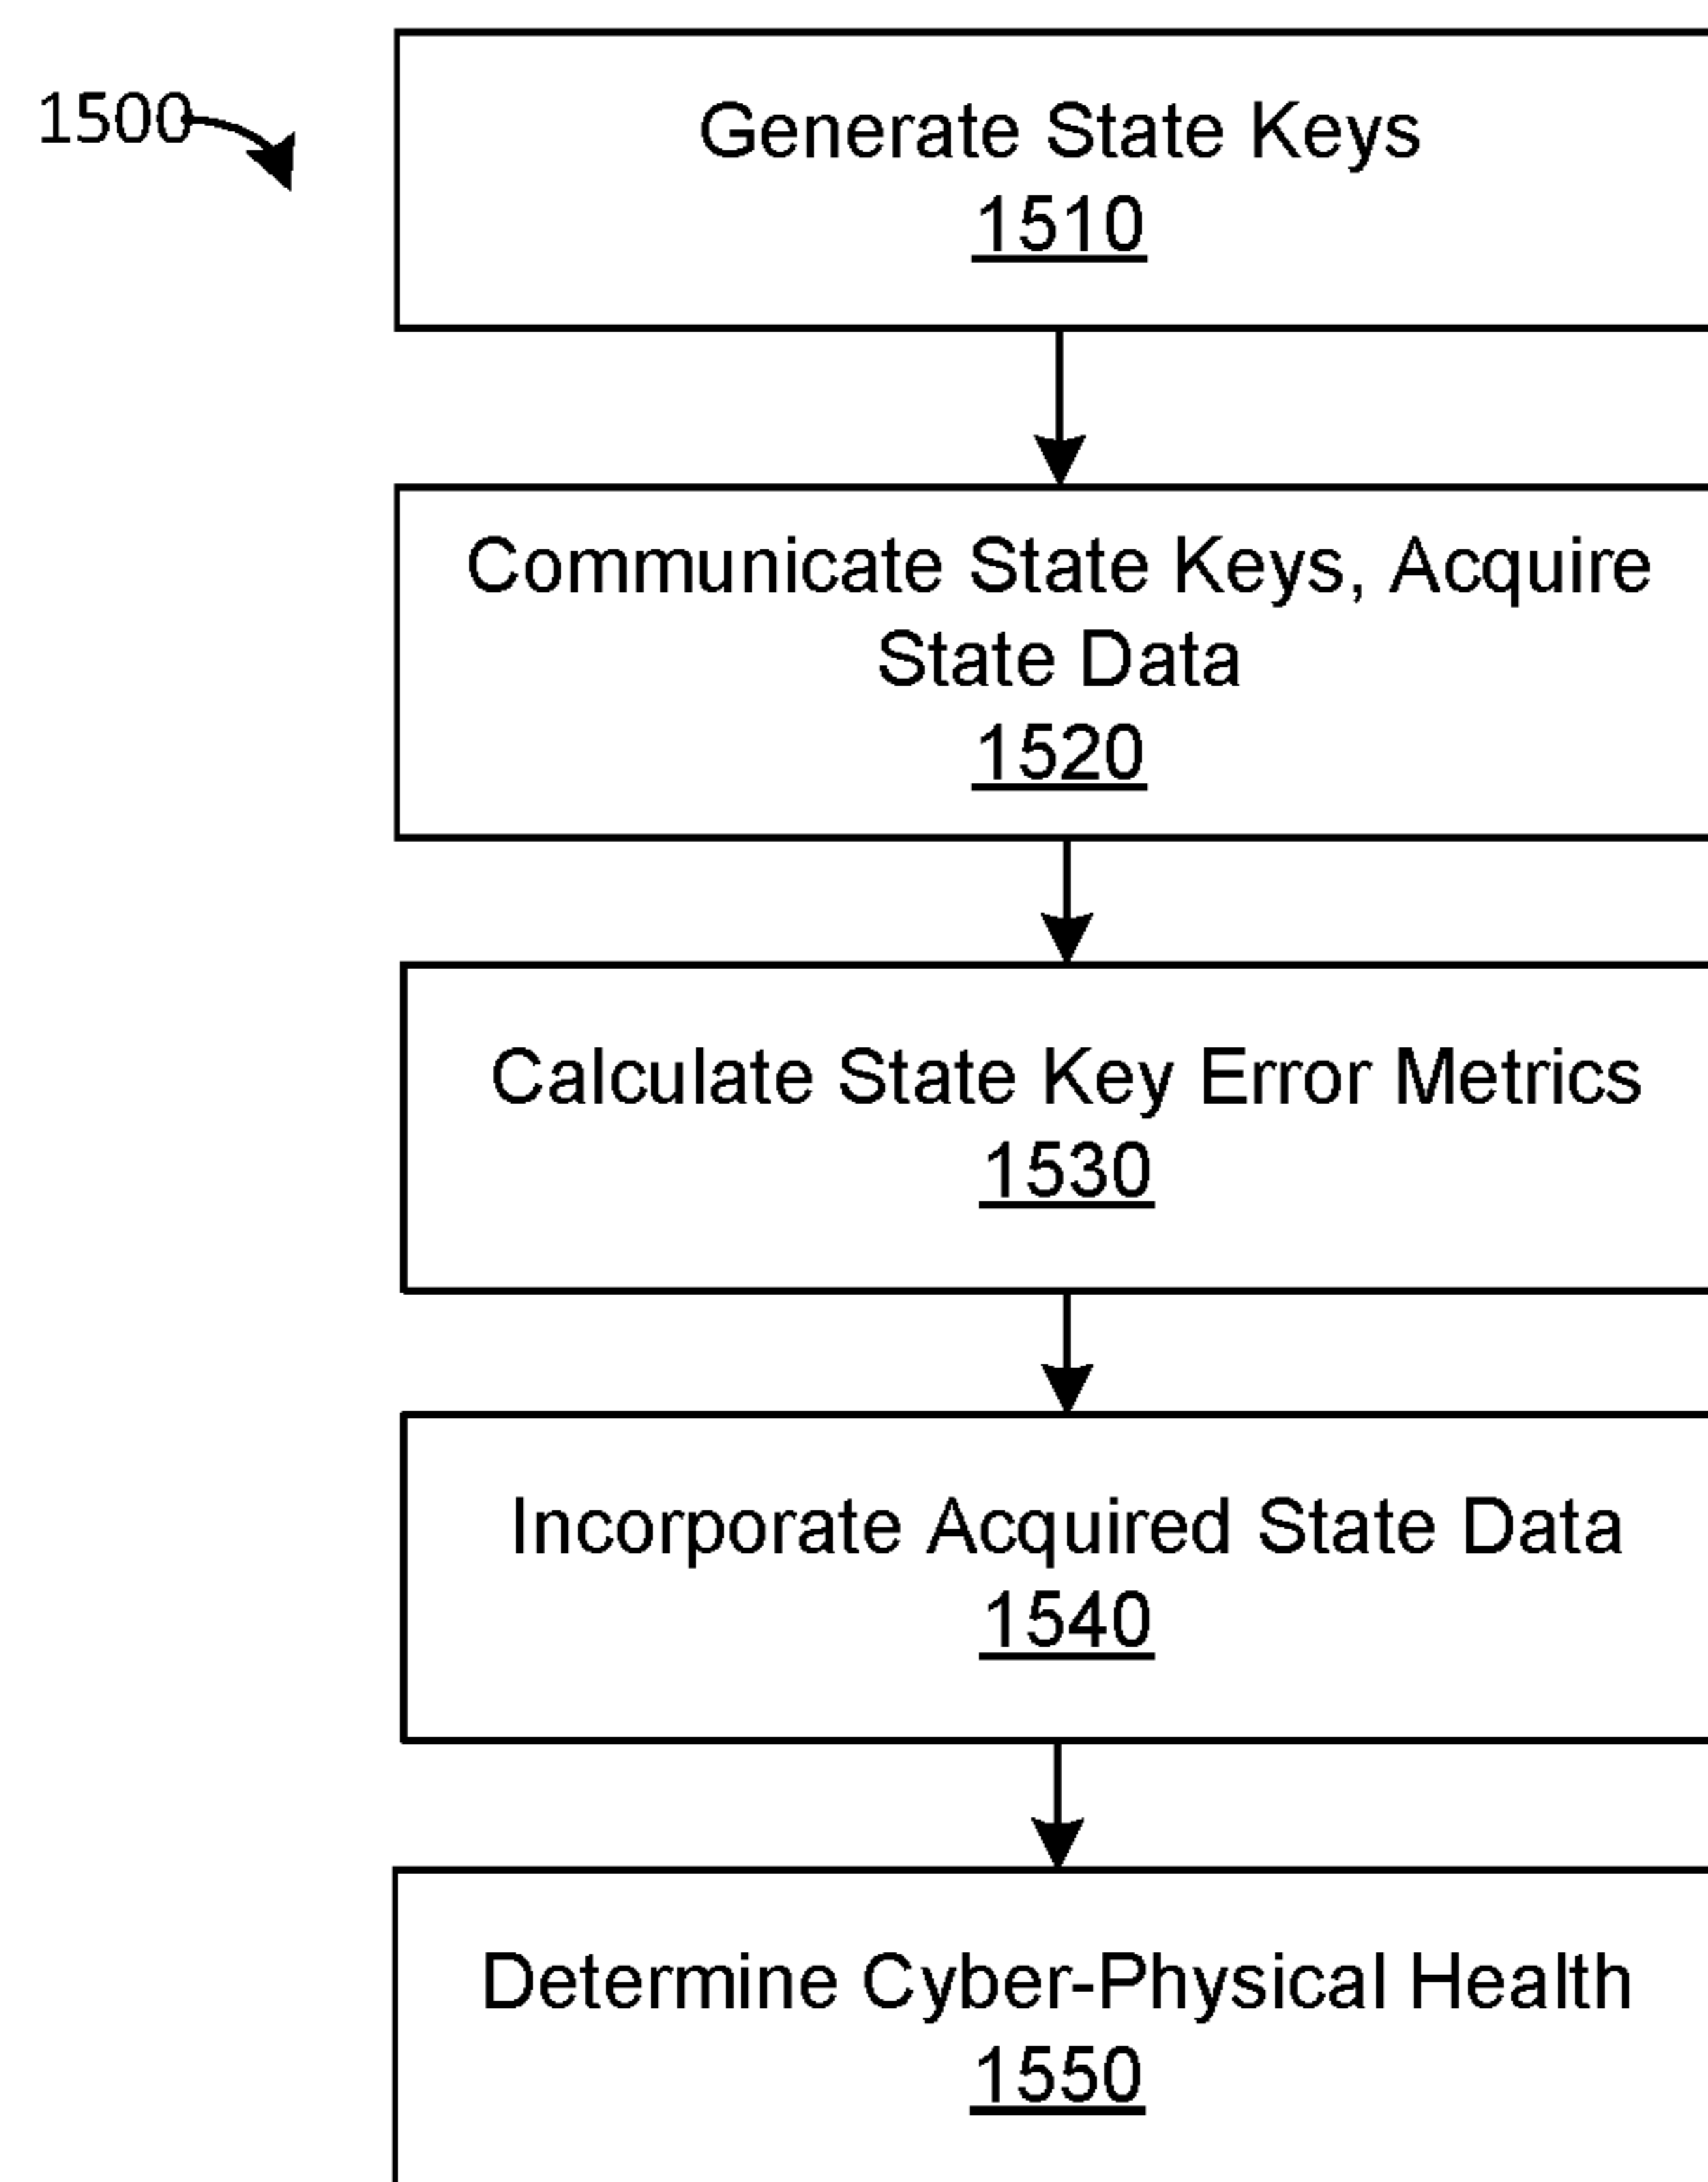 1500
Generate State Keys
1510
Communicate State Keys, Acquire
State Data
1520
Calculate State Key Error Metrics
1530
Incorporate Acquired State Data
1540
Determine Cyber-Physical Health
1550